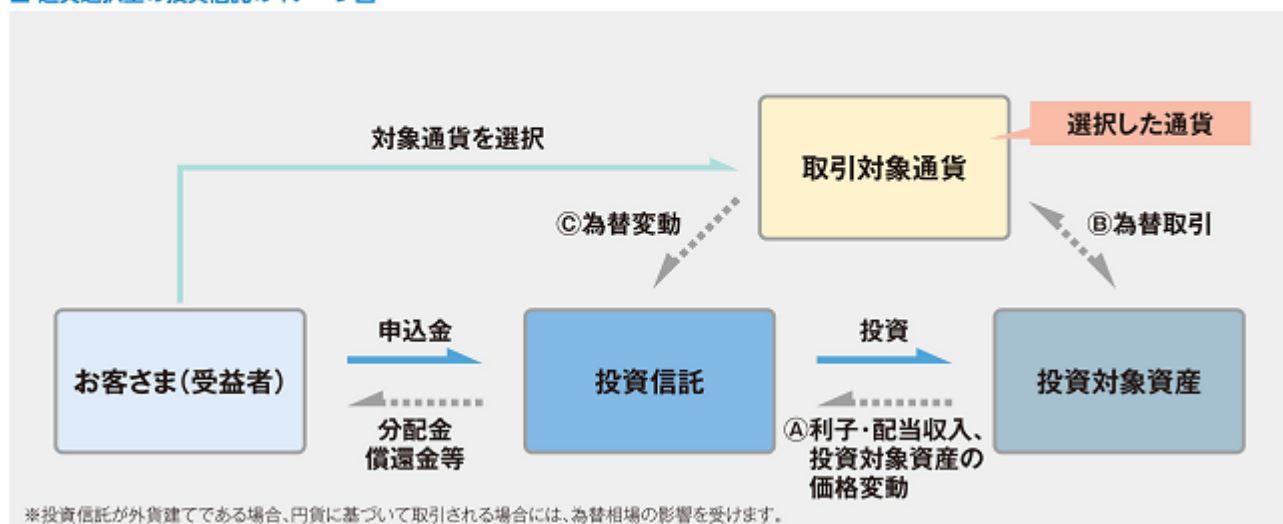 対象通貨を選択
選択した通貨
取引対象通貨
Ⓒ為替変動
Ⓑ為替取引
お客さま(受益者)
申込金
分配金
償還金等
投資信託
投資
Ⓐ利子・配当収入、
投資対象資産の
価格変動
投資対象資産
※投資信託が外貨建てである場合、円貨に基づいて取引される場合には、為替相場の影響を受けます。